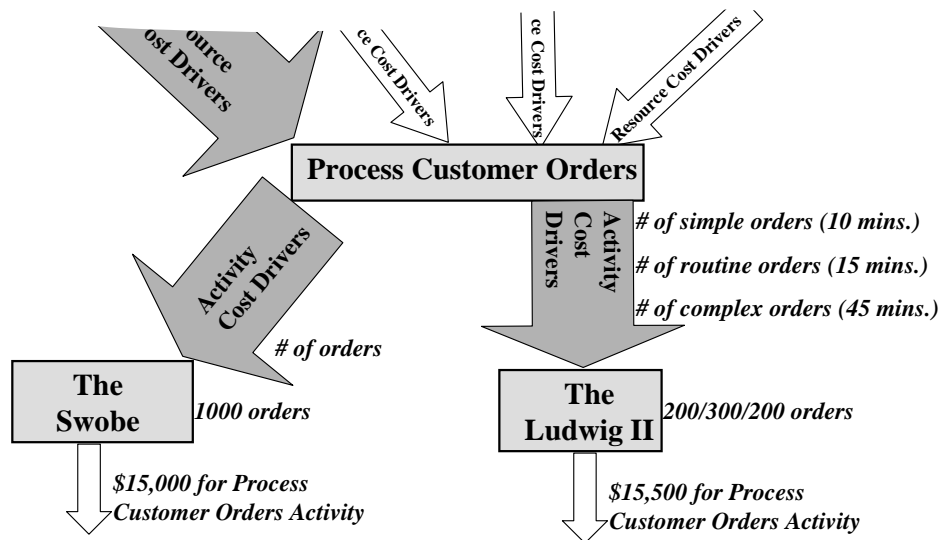 ource
ost Drivers
ce Cost Drivers
ce Cost Drivers
Resource Cost Drivers
Process Customer Orders
Activity
Cost Drivers
Activity
Cost
Drivers
# of simple orders (10 mins.)
# of routine orders (15 mins.)
# of complex orders (45 mins.)
# of orders
The
Swobe
1000 orders
The
Ludwig II
200/300/200 orders
$15,000 for Process
Customer Orders Activity
$15,500 for Process
Customer Orders Activity